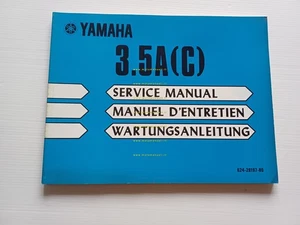 YAMAHA
3.5A(C)
SERVICE MANUAL
MANUEL D'ENTRETIEN
WARTUNGSANLEITUNG